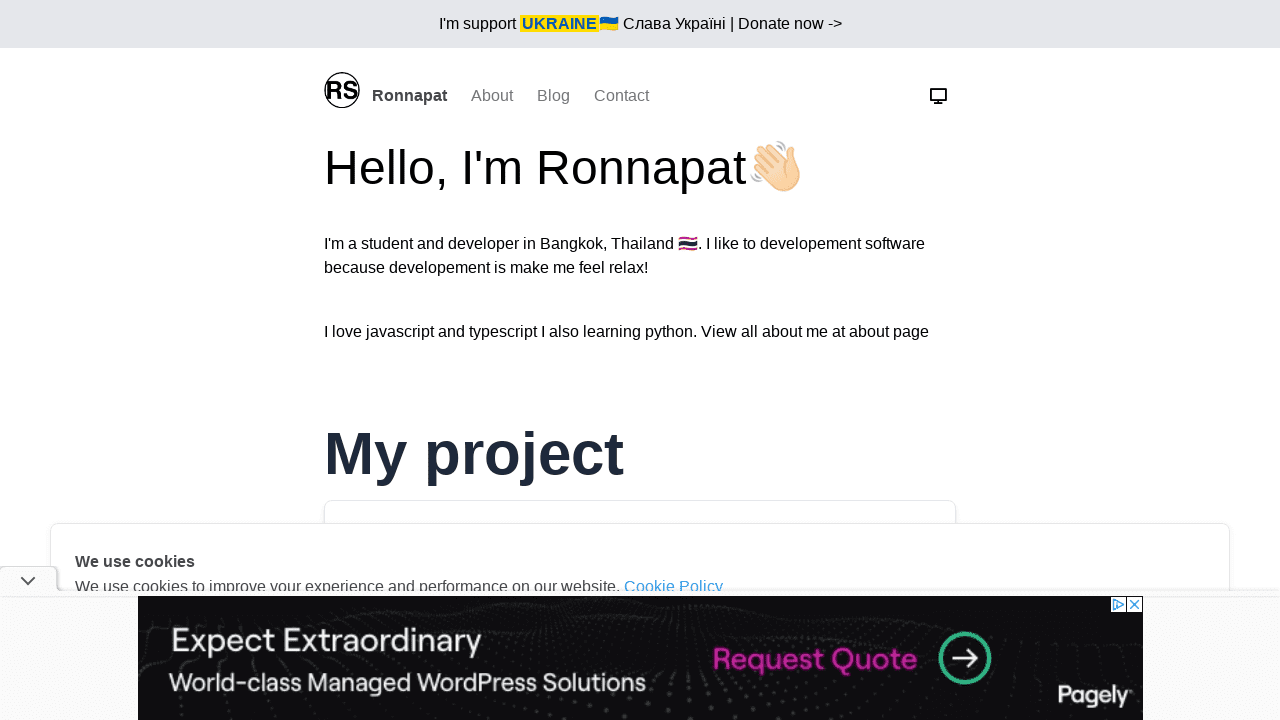 I'm support UKRAINE🇺🇦 Слава Україні | Donate now ->
RS Ronnapat About Blog Contact
Hello, I'm Ronnapat👋🏻
I'm a student and developer in Bangkok, Thailand 🇹🇭. I like to developement software
because developement is make me feel relax!
I love javascript and typescript I also learning python. View all about me at about page
My project
We use cookies
We use cookies to improve your experience and performance on our website. Cookie Policy
Expect Extraordinary
World-class Managed WordPress Solutions
Request Quote
Pagely